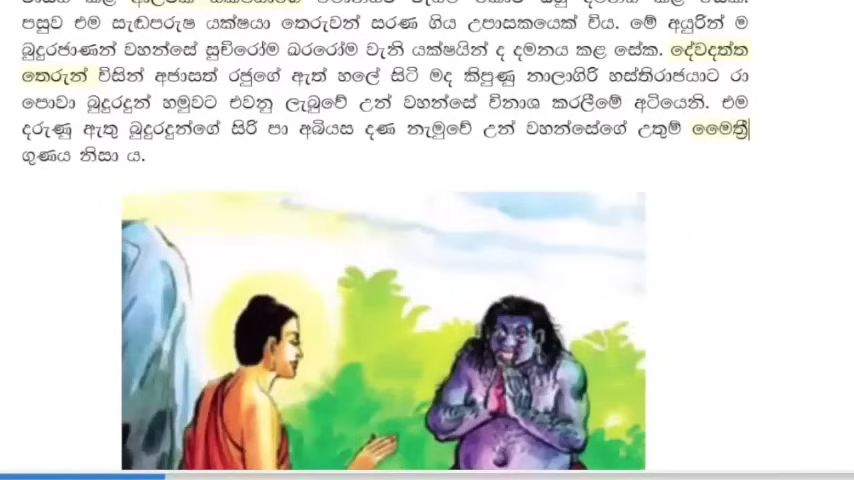 පසුව එම සැඬපරුෂ යක්ෂයා තෙරුවන් සරණ ගිය උපාසකයෙක් විය. මේ අයුරින් ම
බුදුරජාණන් වහන්සේ සුචිරෝම ඛරරෝම වැනි යක්ෂයින් ද දමනය කළ සේක. දේවදත්ත
තෙරුන් විසින් අජාසත් රජුගේ ඇත් හලේ සිටි මද කිපුණු නාලාගිරි හස්තිරාජයාට රා
පොවා බුදුරදුන් හමුවට එවනු ලැබුවේ උන් වහන්සේ විනාශ කරලීමේ අටියෙනි. එම
දරුණු ඇතු බුදුරදුන්ගේ සිරි පා අබියස දණ නැමුවේ උන් වහන්සේගේ උතුම් මෛත්‍රී
ගුණය නිසා ය.